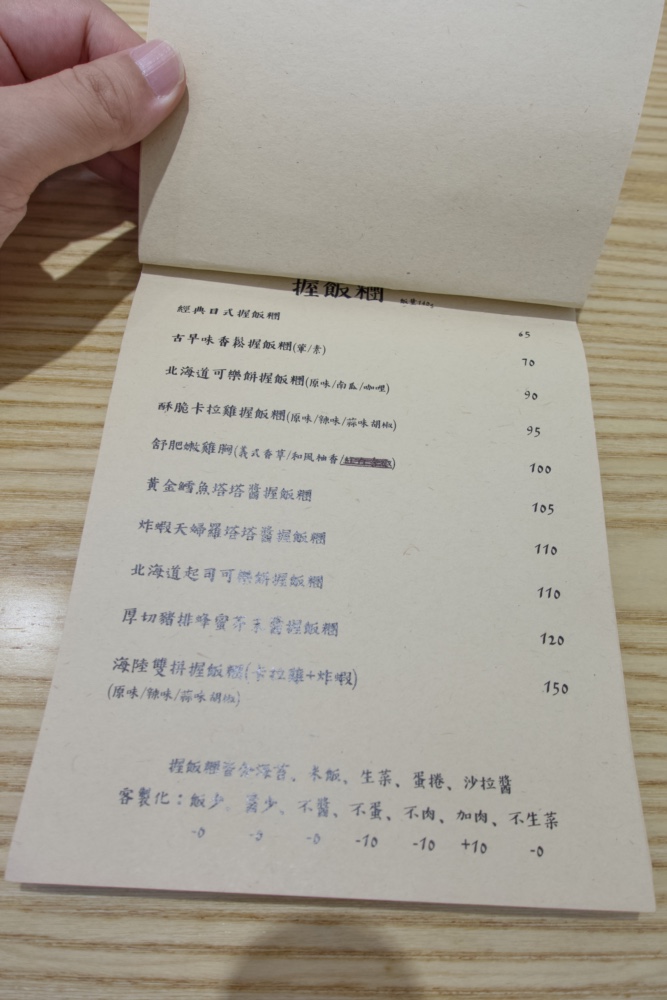 握飯糰
經典日式握飯糰 65
古早味香鬆握飯糰(葷/素) 70
北海道可樂餅握飯糰(原味/南瓜/咖哩) 90
酥脆卡拉雞握飯糰(原味/辣味/蒜味胡椒) 95
舒肥嫩雞胸(義式香草/和風柚香/) 100
黃金鱈魚塔塔醬握飯糰 105
炸蝦天婦羅塔塔醬握飯糰 110
北海道起司可樂餅握飯糰 110
厚切豬排蜂蜜芥末醬握飯糰 120
海陸雙拼握飯糰(卡拉雞+炸蝦) 150
(原味/辣味/蒜味胡椒)
握飯糰皆含海苔、米飯、生菜、蛋捲、沙拉醬
客製化：飯少、醬少、不醬、不蛋、不肉、加肉、不生菜
-0 -0 -0 -10 -10 +10 -0